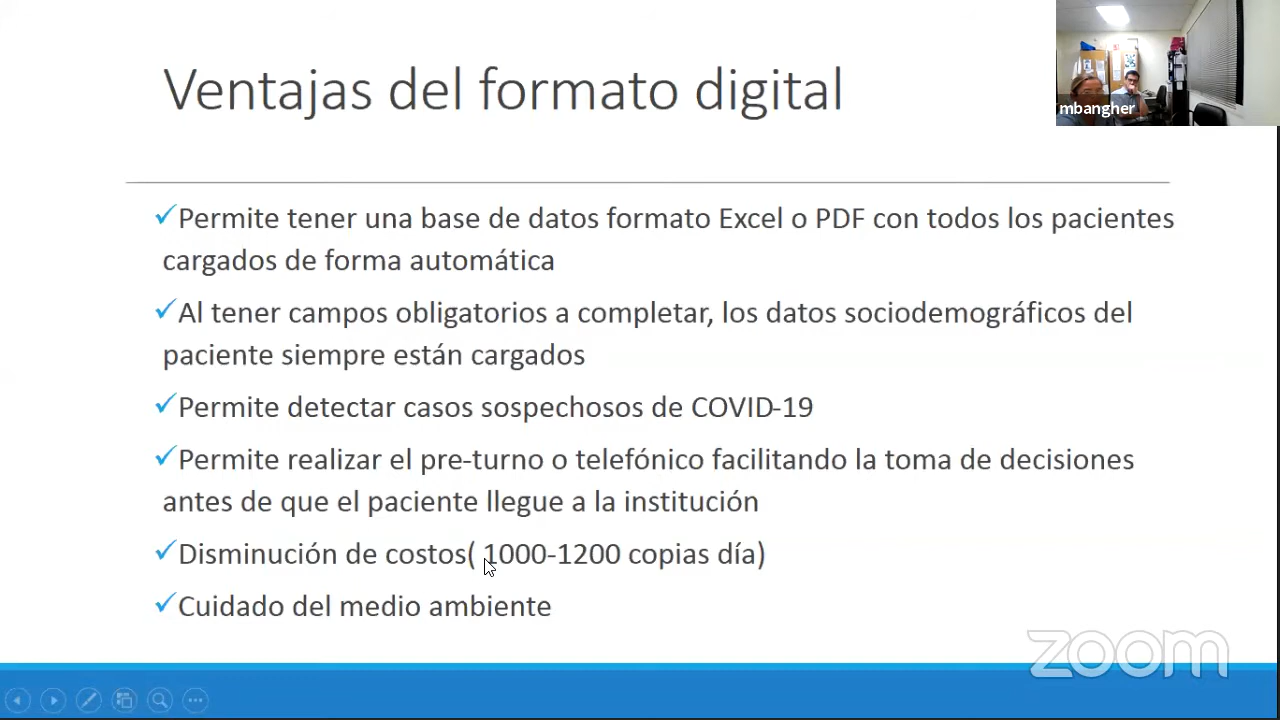 Ventajas del formato digital
mbangher
✓Permite tener una base de datos formato Excel o PDF con todos los pacientes
cargados de forma automática
✓Al tener campos obligatorios a completar, los datos sociodemográficos del
paciente siempre están cargados
✓Permite detectar casos sospechosos de COVID-19
✓Permite realizar el pre-turno o telefónico facilitando la toma de decisiones
antes de que el paciente llegue a la institución
✓Disminución de costos( 1000-1200 copias día)
✓Cuidado del medio ambiente
zoom